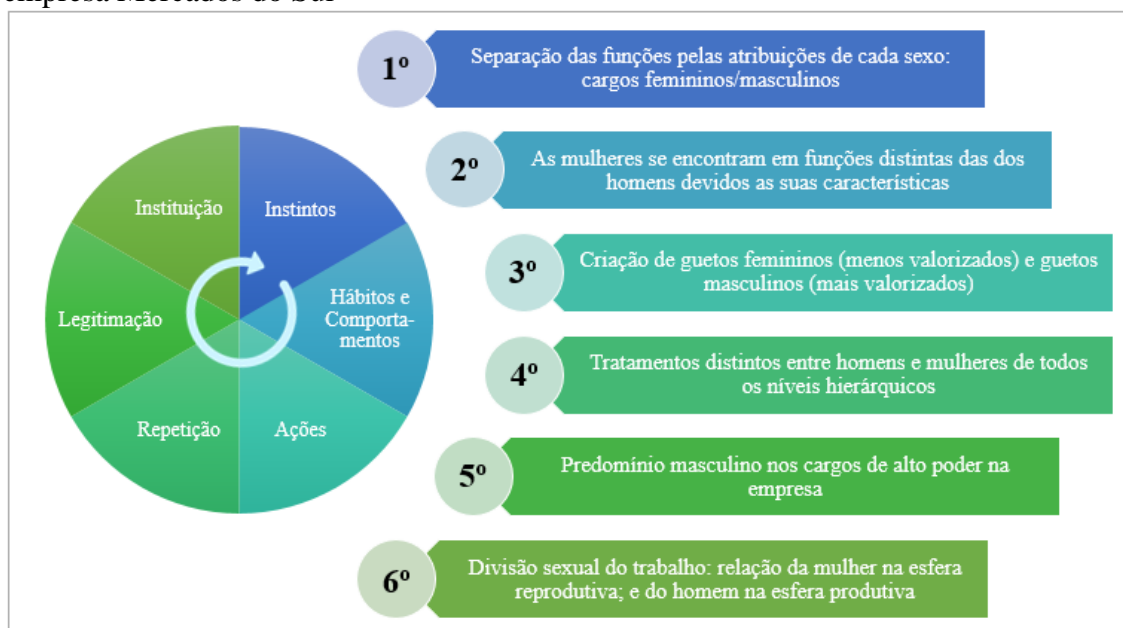 empresa Mercados do Sul
1º
Separação das funções pelas atribuições de cada sexo:
cargos femininos/masculinos
2º
As mulheres se encontram em funções distintas das dos
homens devidos as suas características
3º
Criação de guetos femininos (menos valorizados) e guetos
masculinos (mais valorizados)
4º
Tratamentos distintos entre homens e mulheres de todos
os níveis hierárquicos
5º
Predomínio masculino nos cargos de alto poder na
empresa
6º
Divisão sexual do trabalho: relação da mulher na esfera
reprodutiva; e do homem na esfera produtiva
Instintos
Hábitos e
Comporta-
mentos
Ações
Repetição
Legitimação
Instituição